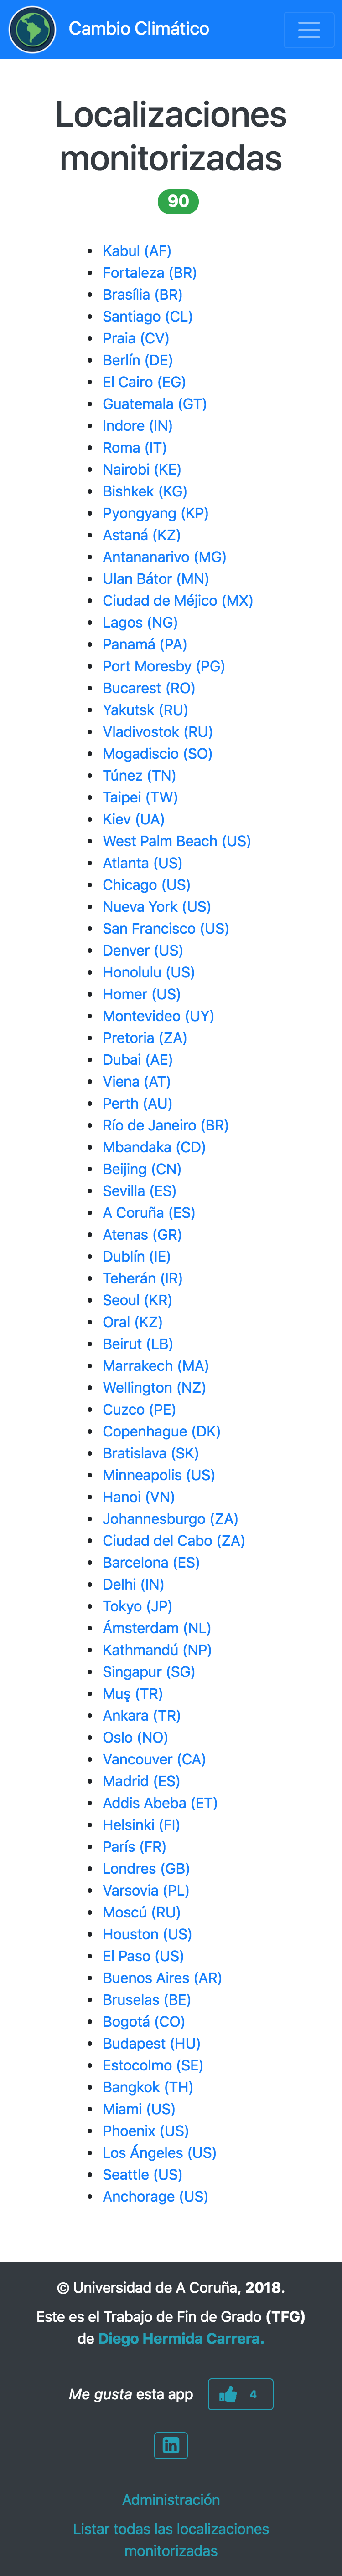 Cambio Climático
Localizaciones
monitorizadas
90
Kabul (AF)
Fortaleza (BR)
Brasília (BR)
Santiago (CL)
Praia (CV)
Berlín (DE)
El Cairo (EG)
Guatemala (GT)
Indore (IN)
Roma (IT)
Nairobi (KE)
Bishkek (KG)
Pyongyang (KP)
Astaná (KZ)
Antananarivo (MG)
Ulan Bátor (MN)
Ciudad de Méjico (MX)
Lagos (NG)
Panamá (PA)
Port Moresby (PG)
Bucarest (RO)
Yakutsk (RU)
Vladivostok (RU)
Mogadiscio (SO)
Túnez (TN)
Taipei (TW)
Kiev (UA)
West Palm Beach (US)
Atlanta (US)
Chicago (US)
Nueva York (US)
San Francisco (US)
Denver (US)
Honolulu (US)
Homer (US)
Montevideo (UY)
Pretoria (ZA)
Dubai (AE)
Viena (AT)
Perth (AU)
Río de Janeiro (BR)
Mbandaka (CD)
Beijing (CN)
Sevilla (ES)
A Coruña (ES)
Atenas (GR)
Dublín (IE)
Teherán (IR)
Seoul (KR)
Oral (KZ)
Beirut (LB)
Marrakech (MA)
Wellington (NZ)
Cuzco (PE)
Copenhague (DK)
Bratislava (SK)
Minneapolis (US)
Hanoi (VN)
Johannesburgo (ZA)
Ciudad del Cabo (ZA)
Barcelona (ES)
Delhi (IN)
Tokyo (JP)
Ámsterdam (NL)
Kathmandú (NP)
Singapur (SG)
Muş (TR)
Ankara (TR)
Oslo (NO)
Vancouver (CA)
Madrid (ES)
Addis Abeba (ET)
Helsinki (FI)
París (FR)
Londres (GB)
Varsovia (PL)
Moscú (RU)
Houston (US)
El Paso (US)
Buenos Aires (AR)
Bruselas (BE)
Bogotá (CO)
Budapest (HU)
Estocolmo (SE)
Bangkok (TH)
Miami (US)
Phoenix (US)
Los Ángeles (US)
Seattle (US)
Anchorage (US)
© Universidad de A Coruña, 2018.
Este es el Trabajo de Fin de Grado (TFG)
de Diego Hermida Carrera.
Me gusta esta app 4
in
Administración
Listar todas las localizaciones
monitorizadas